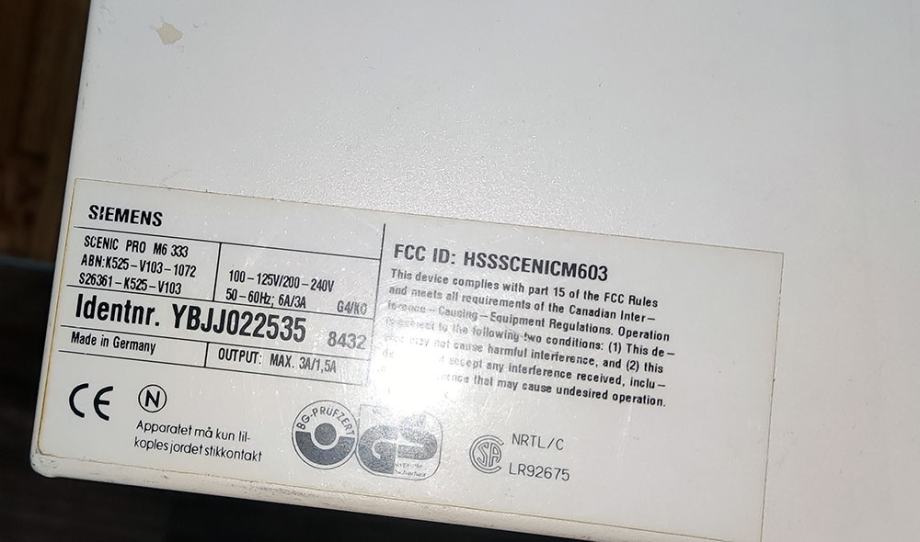 SIEMENS
SCENIC PRO M6 333
ABN:K525-V103-1072
S26361-K525-V103
100-125V/200-240V
50-60Hz; 6A/3A
G4/KG
Identnr. YBJJ022535 8432
Made in Germany
OUTPUT: MAX. 3A/1,5A
CE
N
Apparatet må kun til-
koples jordet stikkontakt
BG-PRÜFZERT
GS
FCC ID: HSSSCENICM603
This device complies with part 15 of the FCC Rules
and meets all requirements of the Canadian Inter-
Causing-Equipment Regulations. Operation
to the following two conditions: (1) This de-
may not cause harmful interference, and (2) this
accept any interference received, inclu-
that may cause undesired operation.
SA
NRTL/C
LR92675